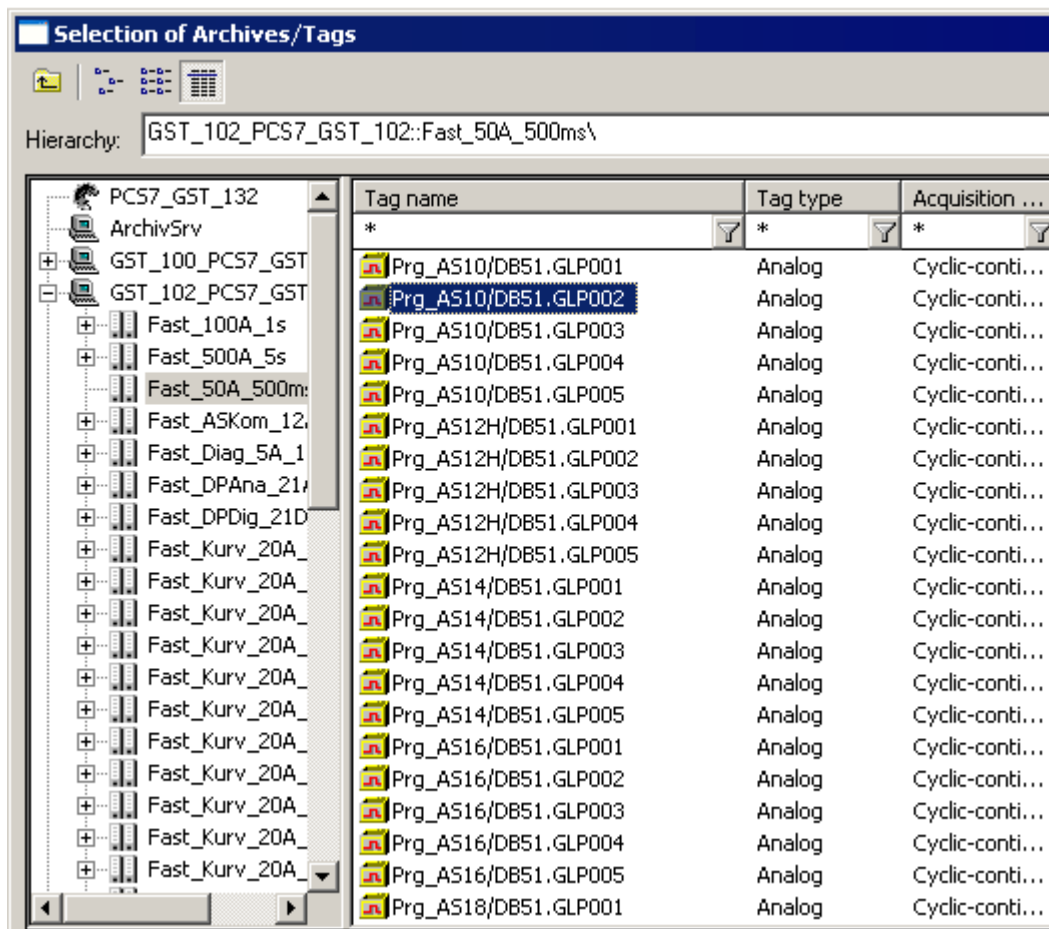 Selection of Archives/Tags
Hierarchy: GST_102_PCS7_GST_102::Fast_50A_500ms\
PCS7_GST_132
ArchivSrv
GST_100_PCS7_GST
GST_102_PCS7_GST
Fast_100A_1s
Fast_500A_5s
Fast_50A_500ms
Fast_ASKom_12
Fast_Diag_5A_1
Fast_DPAna_21
Fast_DPDig_21D
Fast_Kurv_20A_
Fast_Kurv_20A_
Fast_Kurv_20A_
Fast_Kurv_20A_
Fast_Kurv_20A_
Fast_Kurv_20A_
Fast_Kurv_20A_
Fast_Kurv_20A_
Fast_Kurv_20A_
Fast_Kurv_20A_
Fast_Kurv_20A_
Tag name Tag type Acquisition ...
* * *
Prg_AS10/DB51.GLP001 Analog Cyclic-conti...
Prg_AS10/DB51.GLP002 Analog Cyclic-conti...
Prg_AS10/DB51.GLP003 Analog Cyclic-conti...
Prg_AS10/DB51.GLP004 Analog Cyclic-conti...
Prg_AS10/DB51.GLP005 Analog Cyclic-conti...
Prg_AS12H/DB51.GLP001 Analog Cyclic-conti...
Prg_AS12H/DB51.GLP002 Analog Cyclic-conti...
Prg_AS12H/DB51.GLP003 Analog Cyclic-conti...
Prg_AS12H/DB51.GLP004 Analog Cyclic-conti...
Prg_AS12H/DB51.GLP005 Analog Cyclic-conti...
Prg_AS14/DB51.GLP001 Analog Cyclic-conti...
Prg_AS14/DB51.GLP002 Analog Cyclic-conti...
Prg_AS14/DB51.GLP003 Analog Cyclic-conti...
Prg_AS14/DB51.GLP004 Analog Cyclic-conti...
Prg_AS14/DB51.GLP005 Analog Cyclic-conti...
Prg_AS16/DB51.GLP001 Analog Cyclic-conti...
Prg_AS16/DB51.GLP002 Analog Cyclic-conti...
Prg_AS16/DB51.GLP003 Analog Cyclic-conti...
Prg_AS16/DB51.GLP004 Analog Cyclic-conti...
Prg_AS16/DB51.GLP005 Analog Cyclic-conti...
Prg_AS18/DB51.GLP001 Analog Cyclic-conti...